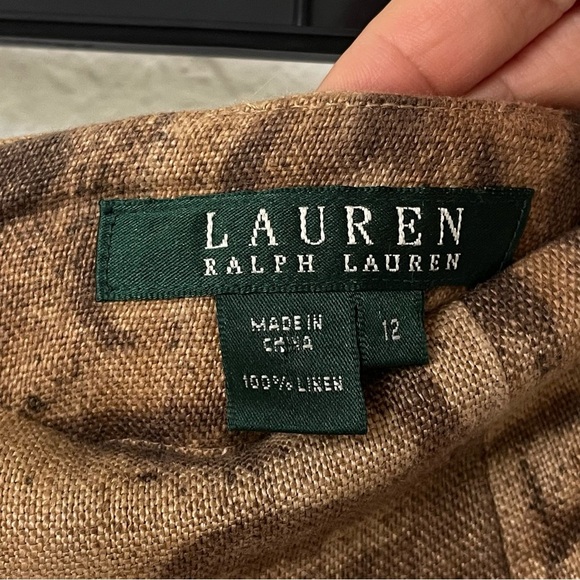 LAUREN
RALPH LAUREN
MADE IN
CHINA
100% LINEN
12